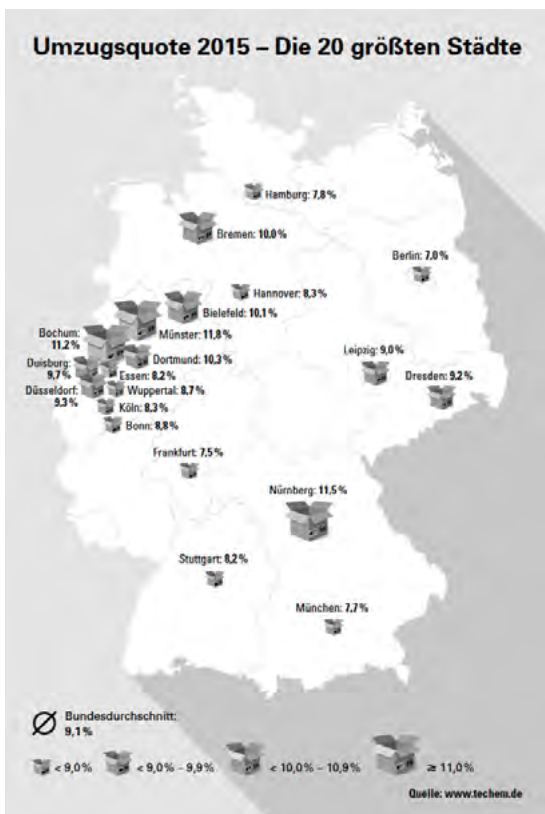 Umzugsquote 2015 – Die 20 größten Städte
Hamburg: 7,8 %
Bremen: 10,0 %
Berlin: 7,0 %
Hannover: 8,3 %
Bielefeld: 10,1 %
Münster: 11,8 %
Bochum:
11,2 %
Dortmund: 10,3 %
Duisburg:
9,7 %
Essen: 8,2 %
Düsseldorf:
9,3 %
Wuppertal: 8,7 %
Köln: 8,3 %
Bonn: 8,8 %
Leipzig: 9,0 %
Dresden: 9,2 %
Frankfurt: 7,5 %
Nürnberg: 11,5 %
Stuttgart: 8,2 %
München: 7,7 %
Ø Bundesdurchschnitt:
9,1 %
< 9,0 % < 9,0 % – 9,9 % < 10,0 % – 10,9 % ≥ 11,0 %
Quelle: www.techem.de